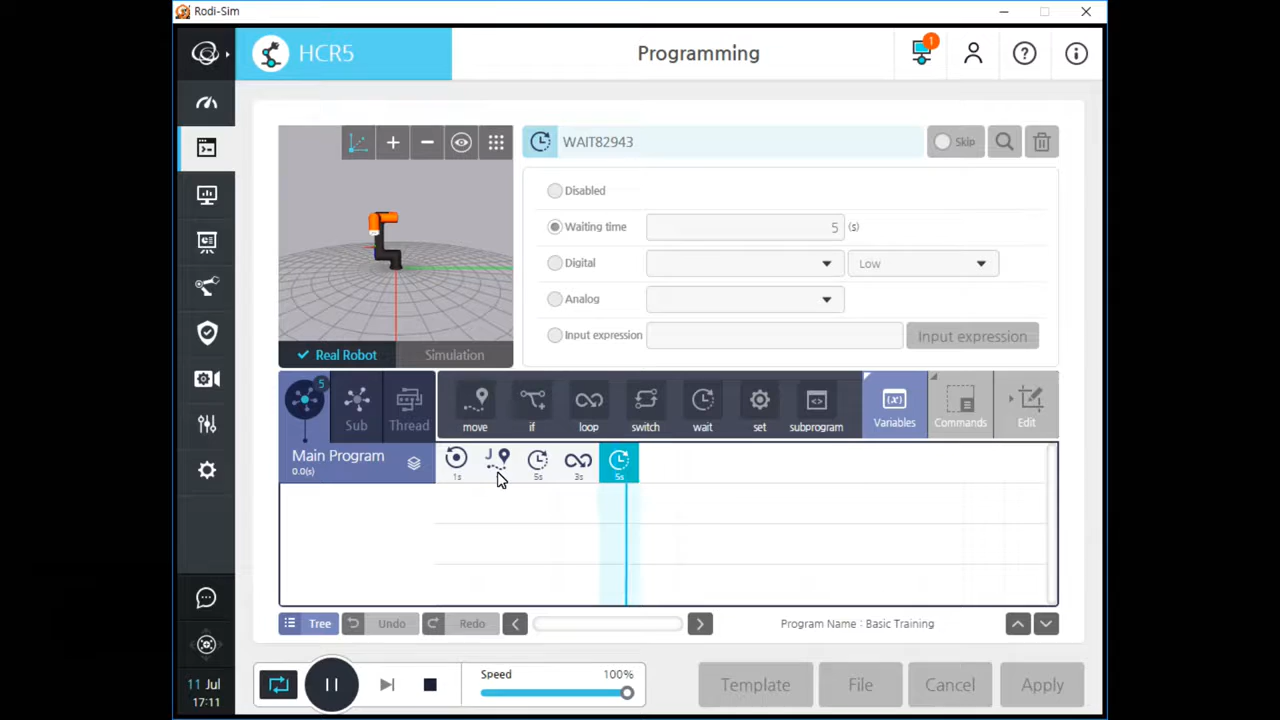 Rodi-Sim
HCR5
Programming
1
WAIT82943
Skip
Disabled
Waiting time
5
(s)
Digital
Low
Analog
Input expression
Input expression
Real Robot
Simulation
5
Sub
Thread
move
if
loop
switch
wait
set
subprogram
(x)
Variables
Commands
Edit
Main Program
0.0(s)
J
1s
5s
3s
5s
Tree
Undo
Redo
Program Name : Basic Training
Speed
100%
Template
File
Cancel
Apply
11 Jul
17:11